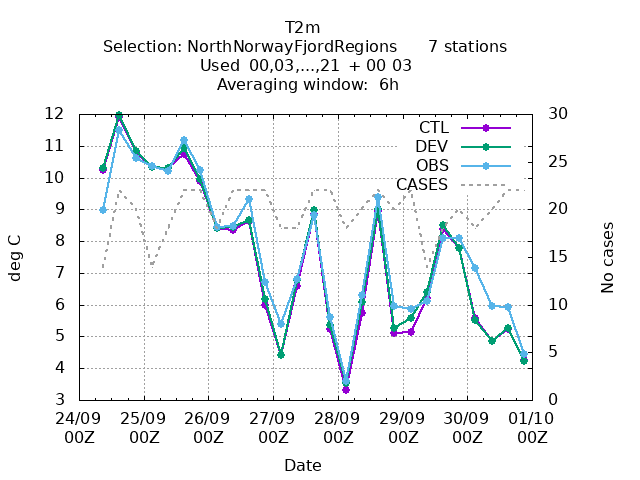 T2m
Selection: NorthNorwayFjordRegions 7 stations
Used 00,03,...,21 + 00 03
Averaging window: 6h
12 30
11 25
10 20
9 15
8 10
7 5
6 0
5
4
3
CTL
DEV
OBS
CASES
deg C
No cases
24/09 25/09 26/09 27/09 28/09 29/09 30/09 01/10
00Z 00Z 00Z 00Z 00Z 00Z 00Z 00Z
Date